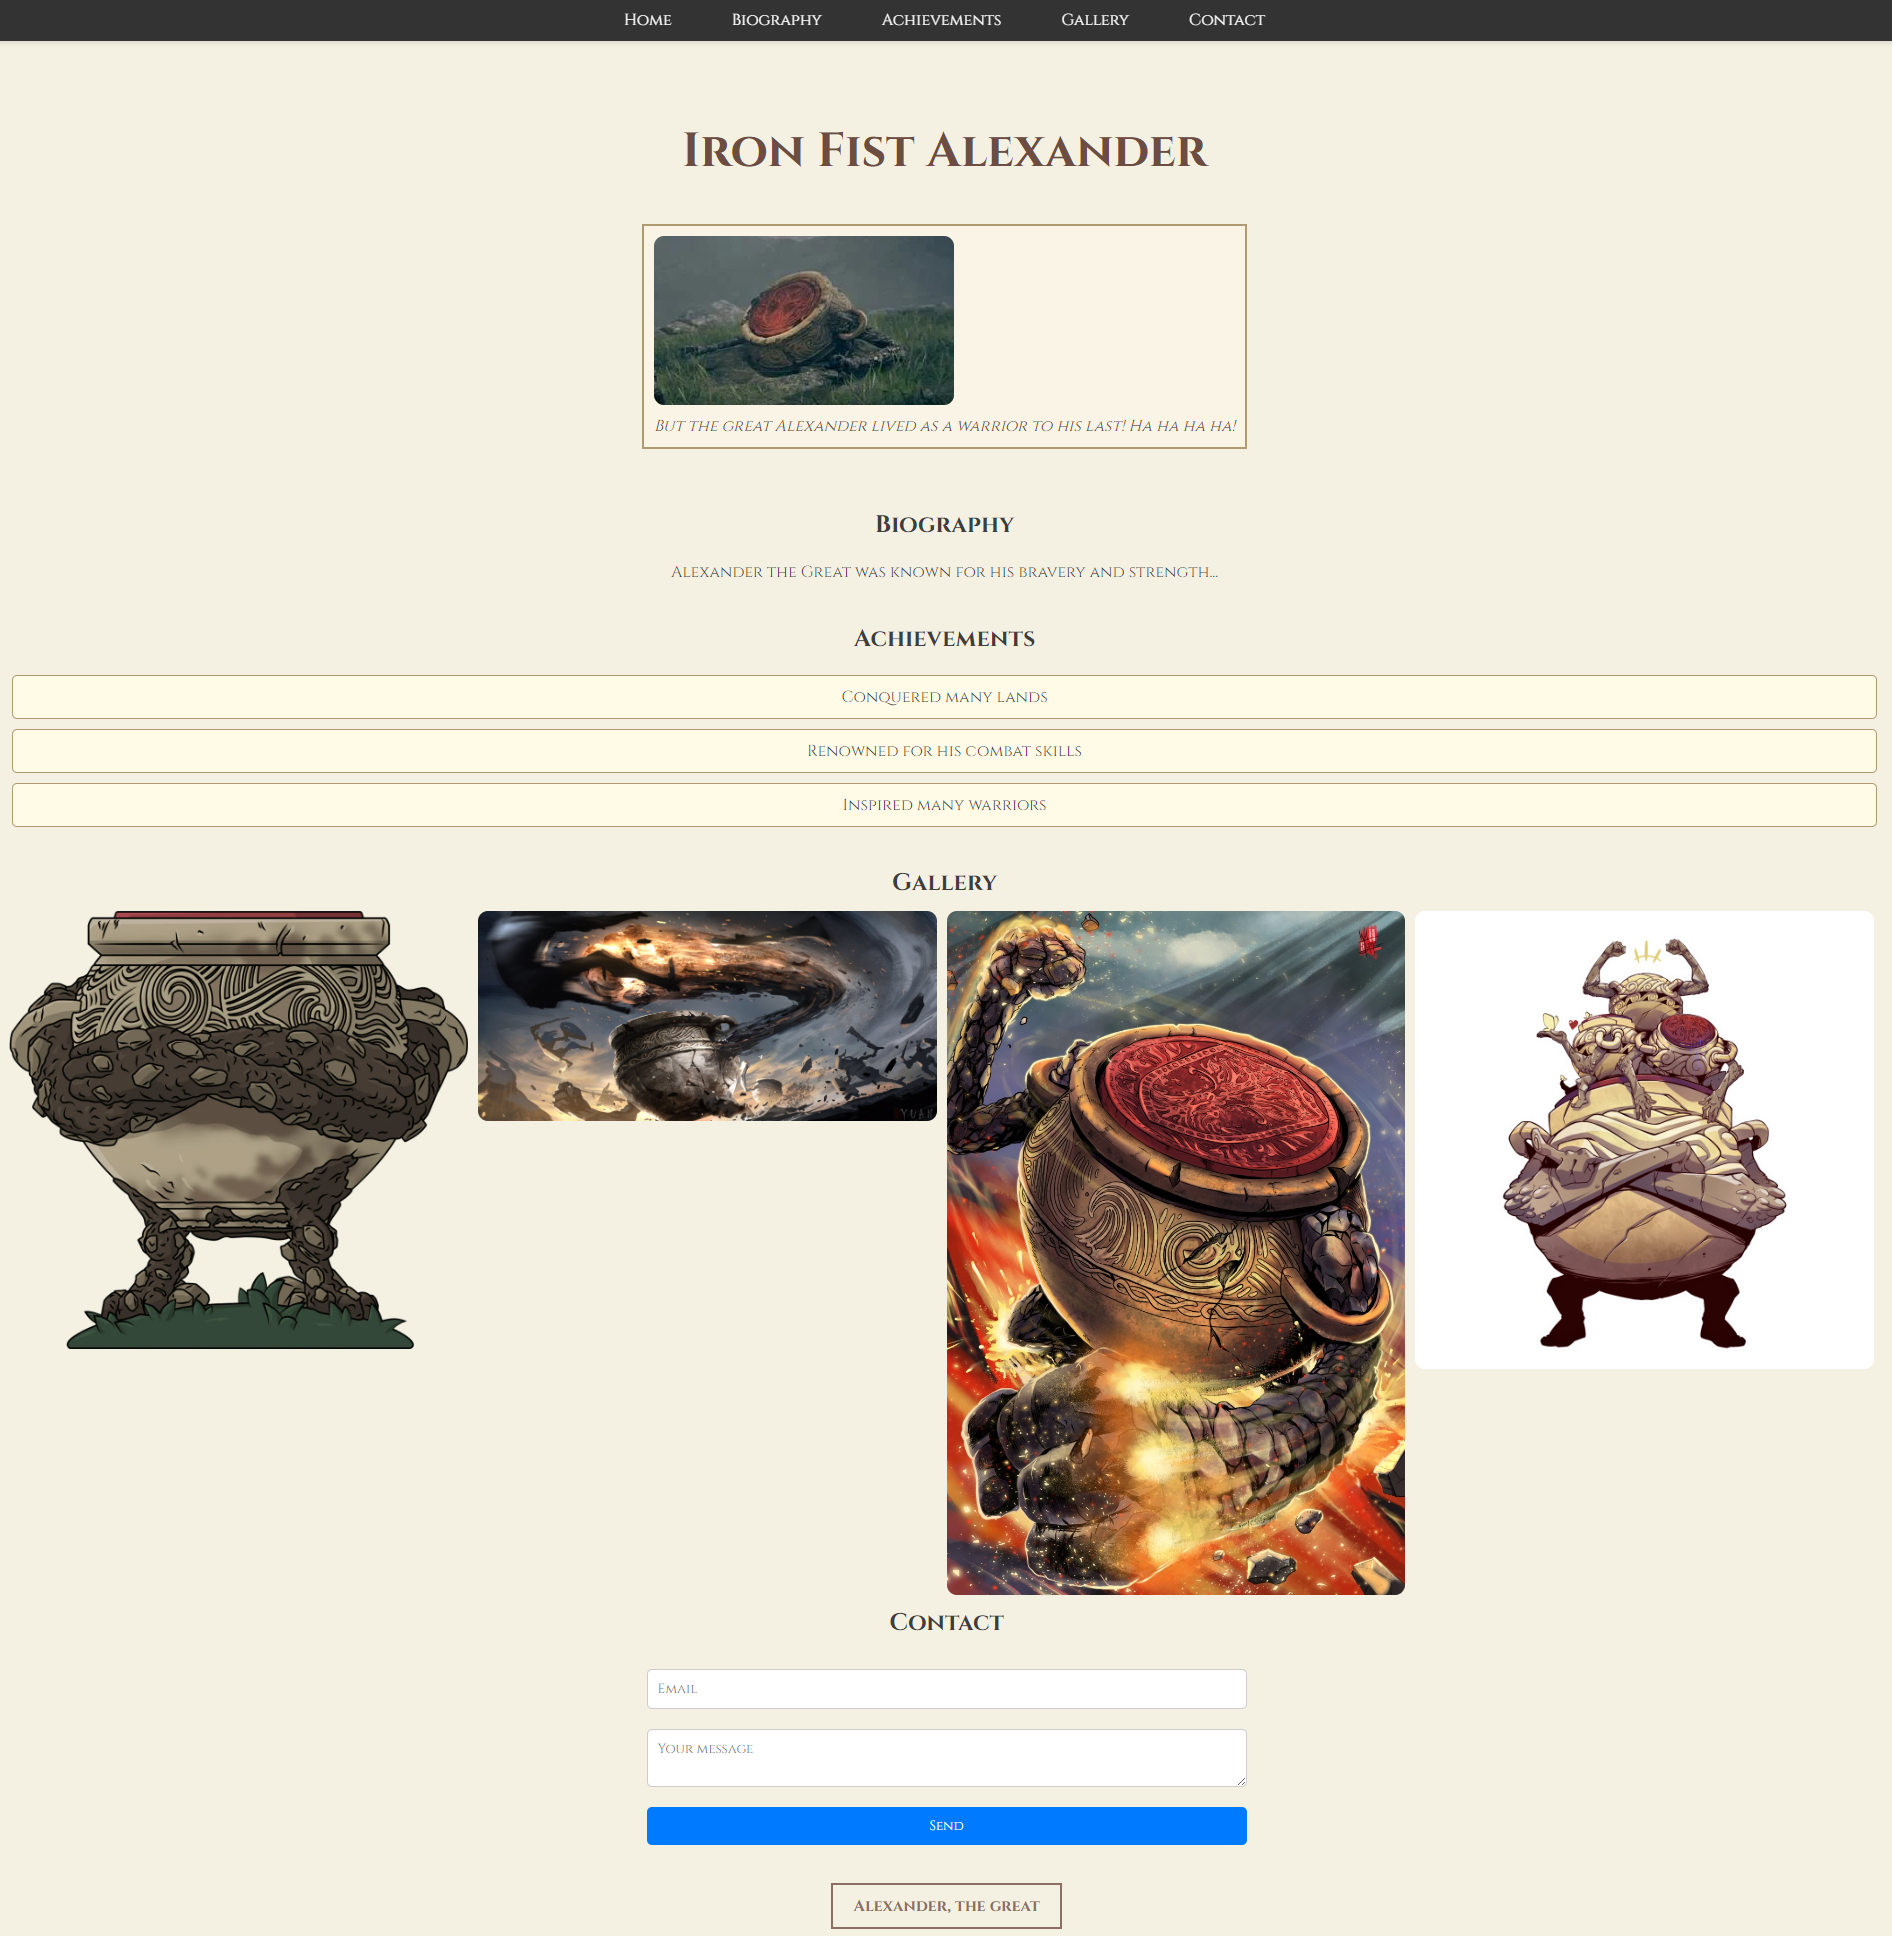 Home Biography Achievements Gallery Contact
Iron Fist Alexander
But the great Alexander lived as a warrior to his last! Ha ha ha ha!
Biography
Alexander the Great was known for his bravery and strength...
Achievements
Conquered many lands
Renowned for his combat skills
Inspired many warriors
Gallery
YUAN
Contact
Email
Your message
Send
Alexander, the great